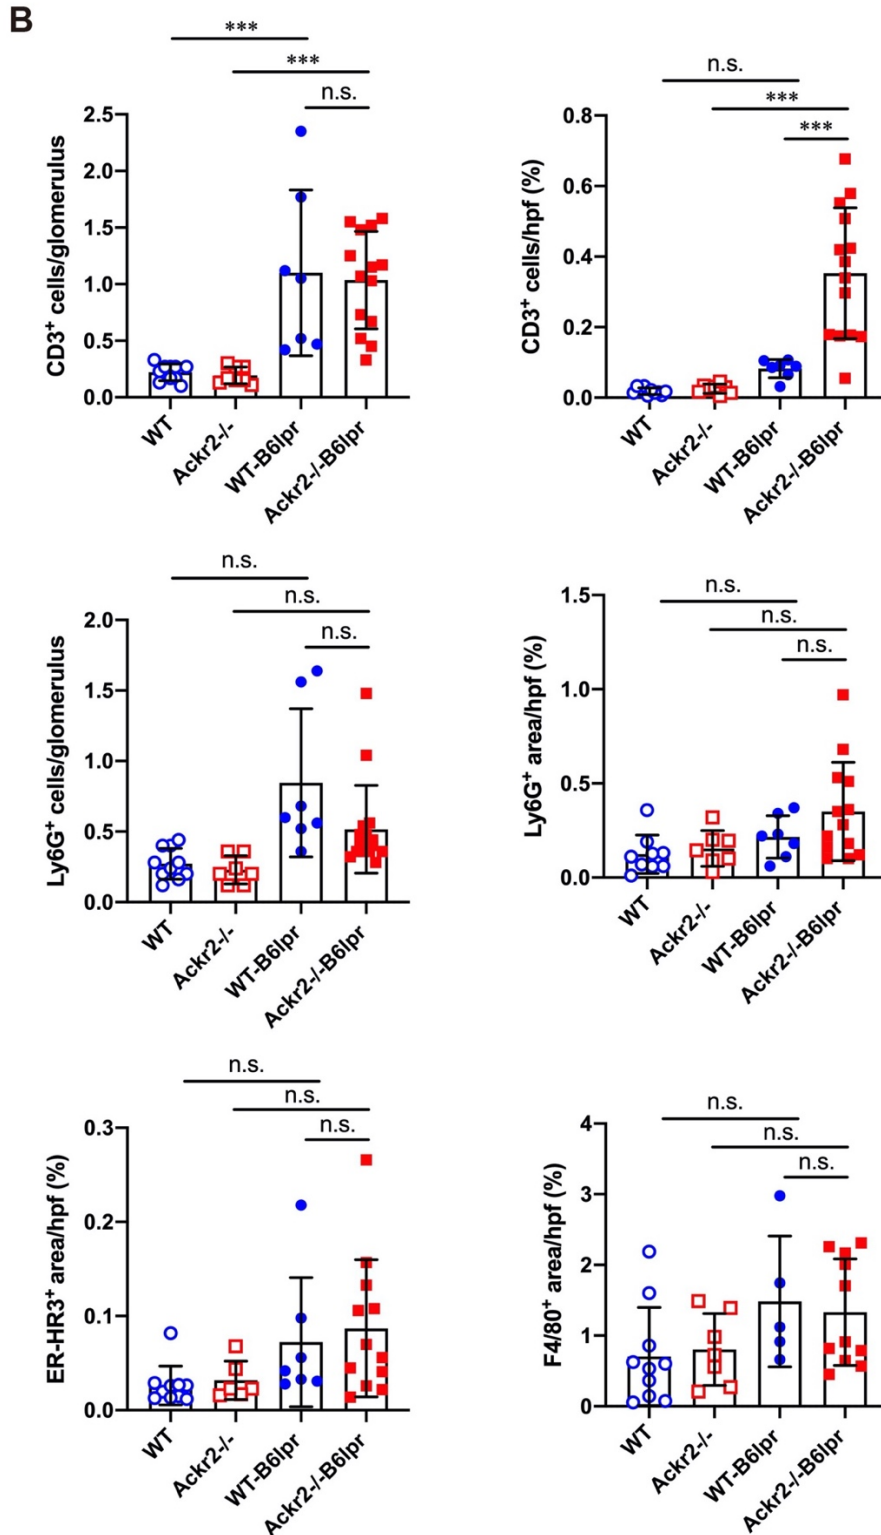 B
***
***
n.s.
CD3⁺ cells/glomerulus
2.5
2.0
1.5
1.0
0.5
0.0
WT
Ackr2-/-
WT-B6lpr
Ackr2-/-B6lpr
n.s.
***
***
CD3⁺ cells/hpf (%)
0.8
0.6
0.4
0.2
0.0
WT
Ackr2-/-
WT-B6lpr
Ackr2-/-B6lpr
n.s.
n.s.
n.s.
Ly6G⁺ cells/glomerulus
2.0
1.5
1.0
0.5
0.0
WT
Ackr2-/-
WT-B6lpr
Ackr2-/-B6lpr
n.s.
n.s.
n.s.
Ly6G⁺ area/hpf (%)
1.5
1.0
0.5
0.0
WT
Ackr2-/-
WT-B6lpr
Ackr2-/-B6lpr
n.s.
n.s.
n.s.
ER-HR3⁺ area/hpf (%)
0.3
0.2
0.1
0.0
WT
Ackr2-/-
WT-B6lpr
Ackr2-/-B6lpr
n.s.
n.s.
n.s.
F4/80⁺ area/hpf (%)
4
3
2
1
0
WT
Ackr2-/-
WT-B6lpr
Ackr2-/-B6lpr